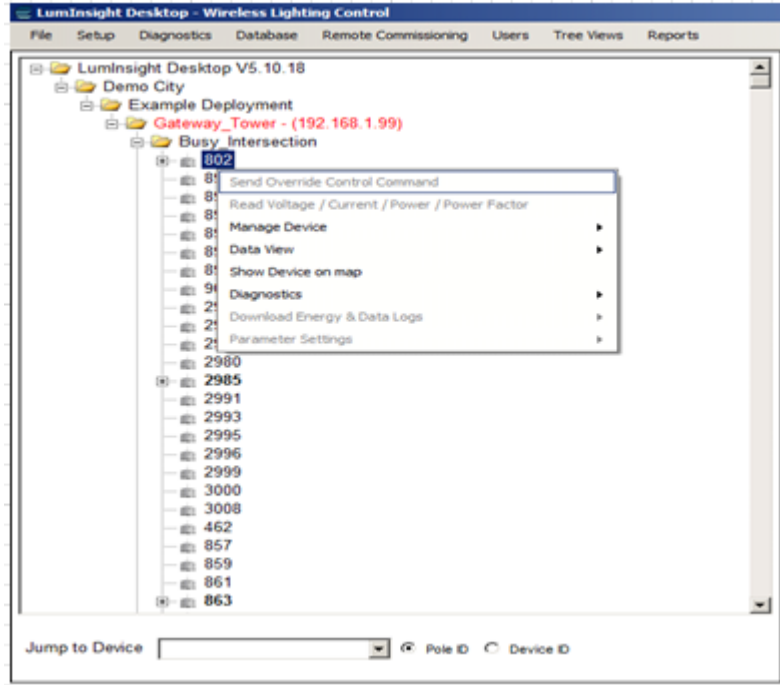 LumInsight Desktop - Wireless Lighting Control
File Setup Diagnostics Database Remote Commissioning Users Tree Views Reports
LumInsight Desktop V5.10.18
Demo City
Example Deployment
Gateway_Tower - (192.168.1.99)
Busy_Intersection
802
Send Override Control Command
Read Voltage / Current / Power / Power Factor
Manage Device
Data View
Show Device on map
Diagnostics
Download Energy & Data Logs
Parameter Settings
2980
2985
2991
2993
2995
2996
2999
3000
3008
462
857
859
861
863
Jump to Device Pole ID Device ID